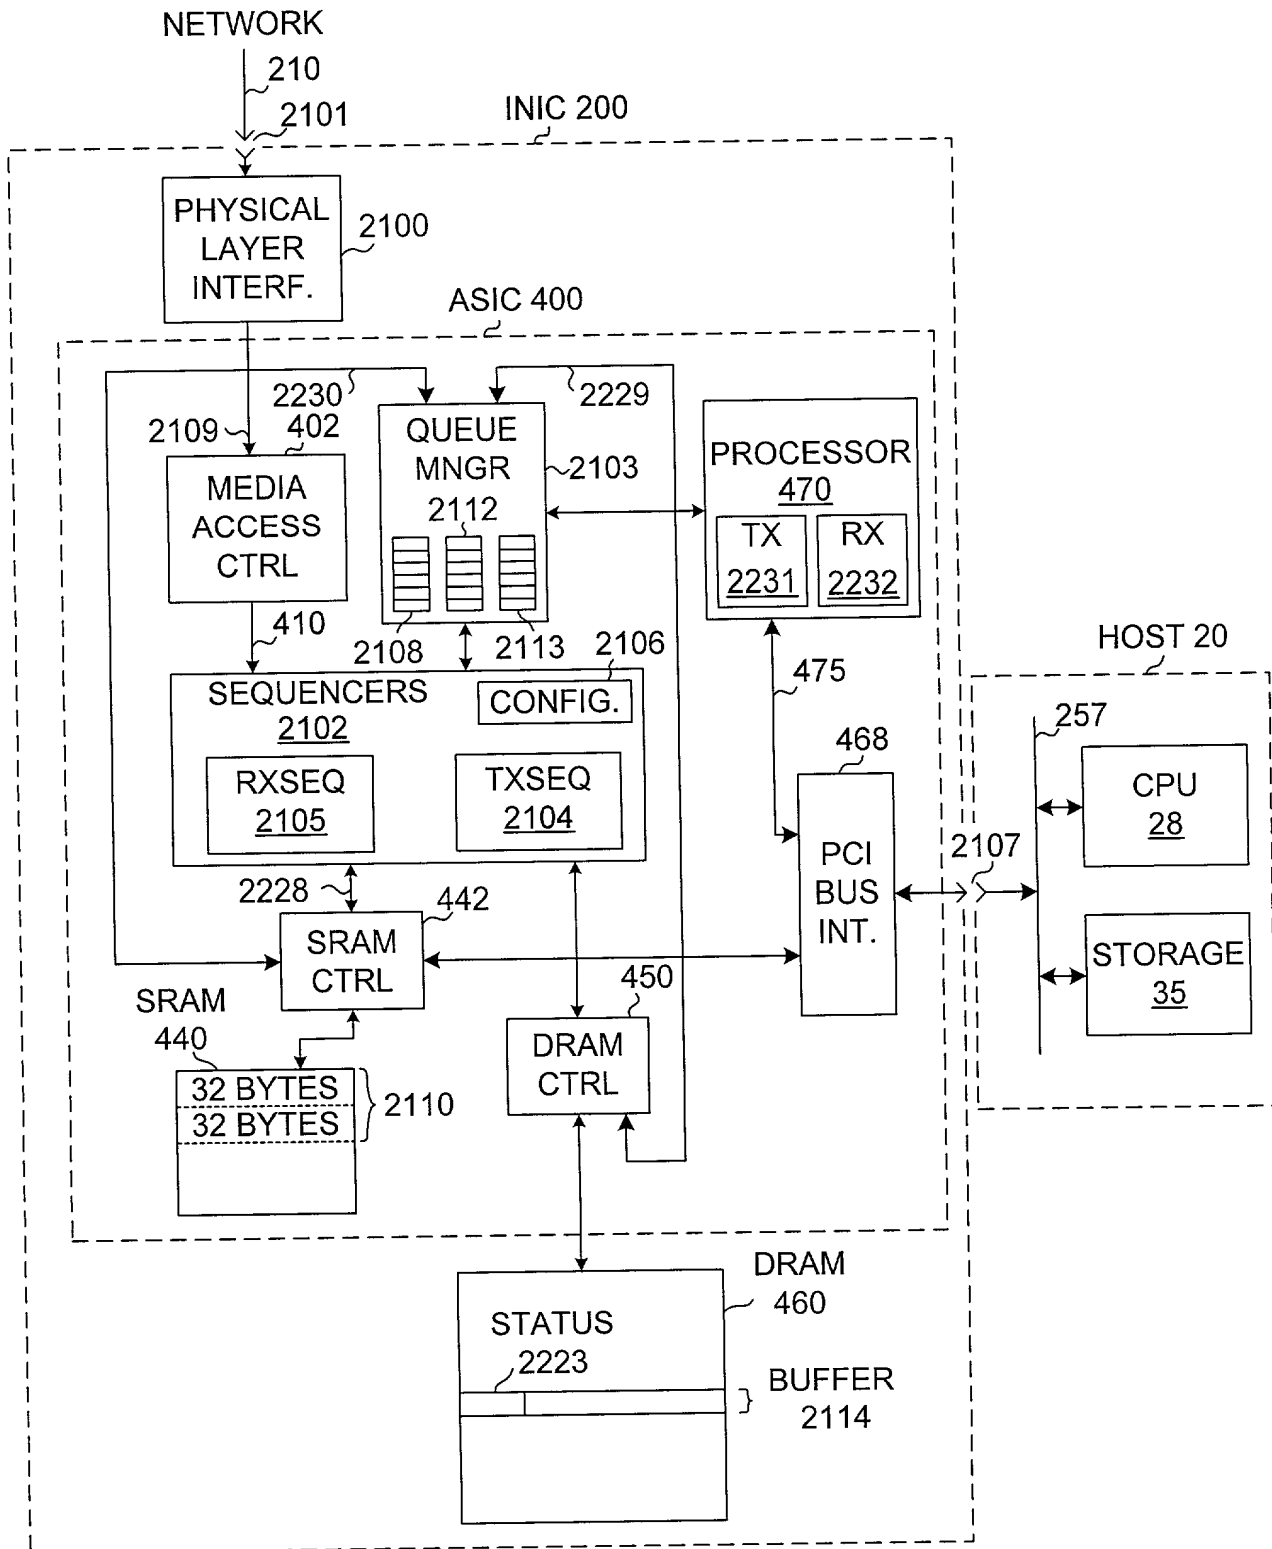 NETWORK
210
2101
INIC 200
PHYSICAL
LAYER
INTERF.
2100
ASIC 400
2230
2229
2109
402
MEDIA
ACCESS
CTRL
QUEUE
MNGR
2103
2112
2108
2113
PROCESSOR
470
TX
2231
RX
2232
410
2106
SEQUENCERS
2102
CONFIG.
RXSEQ
2105
TXSEQ
2104
475
468
HOST 20
257
CPU
28
2107
PCI
BUS
INT.
STORAGE
35
2228
442
SRAM
CTRL
450
DRAM
CTRL
SRAM
440
32 BYTES
32 BYTES
2110
DRAM
460
STATUS
2223
BUFFER
2114